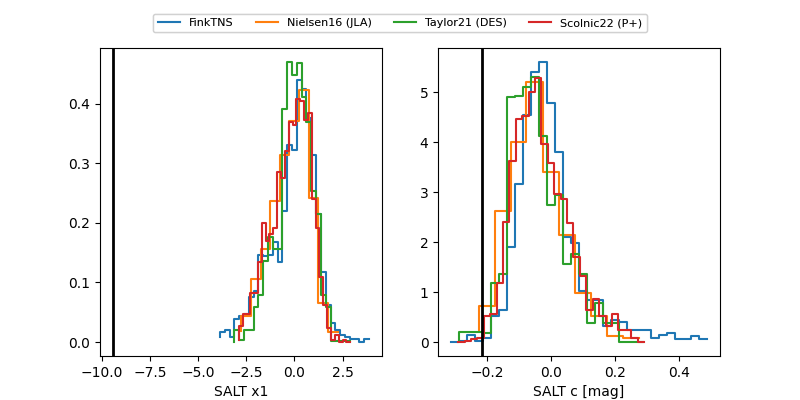 FinkTNS Nielsen16 (JLA) Taylor21 (DES) Scolnic22 (P+)
0.4
0.3
0.2
0.1
0.0
−10.0 −7.5 −5.0 −2.5 0.0 2.5
SALT x1
5
4
3
2
1
0
−0.2 0.0 0.2 0.4
SALT c [mag]